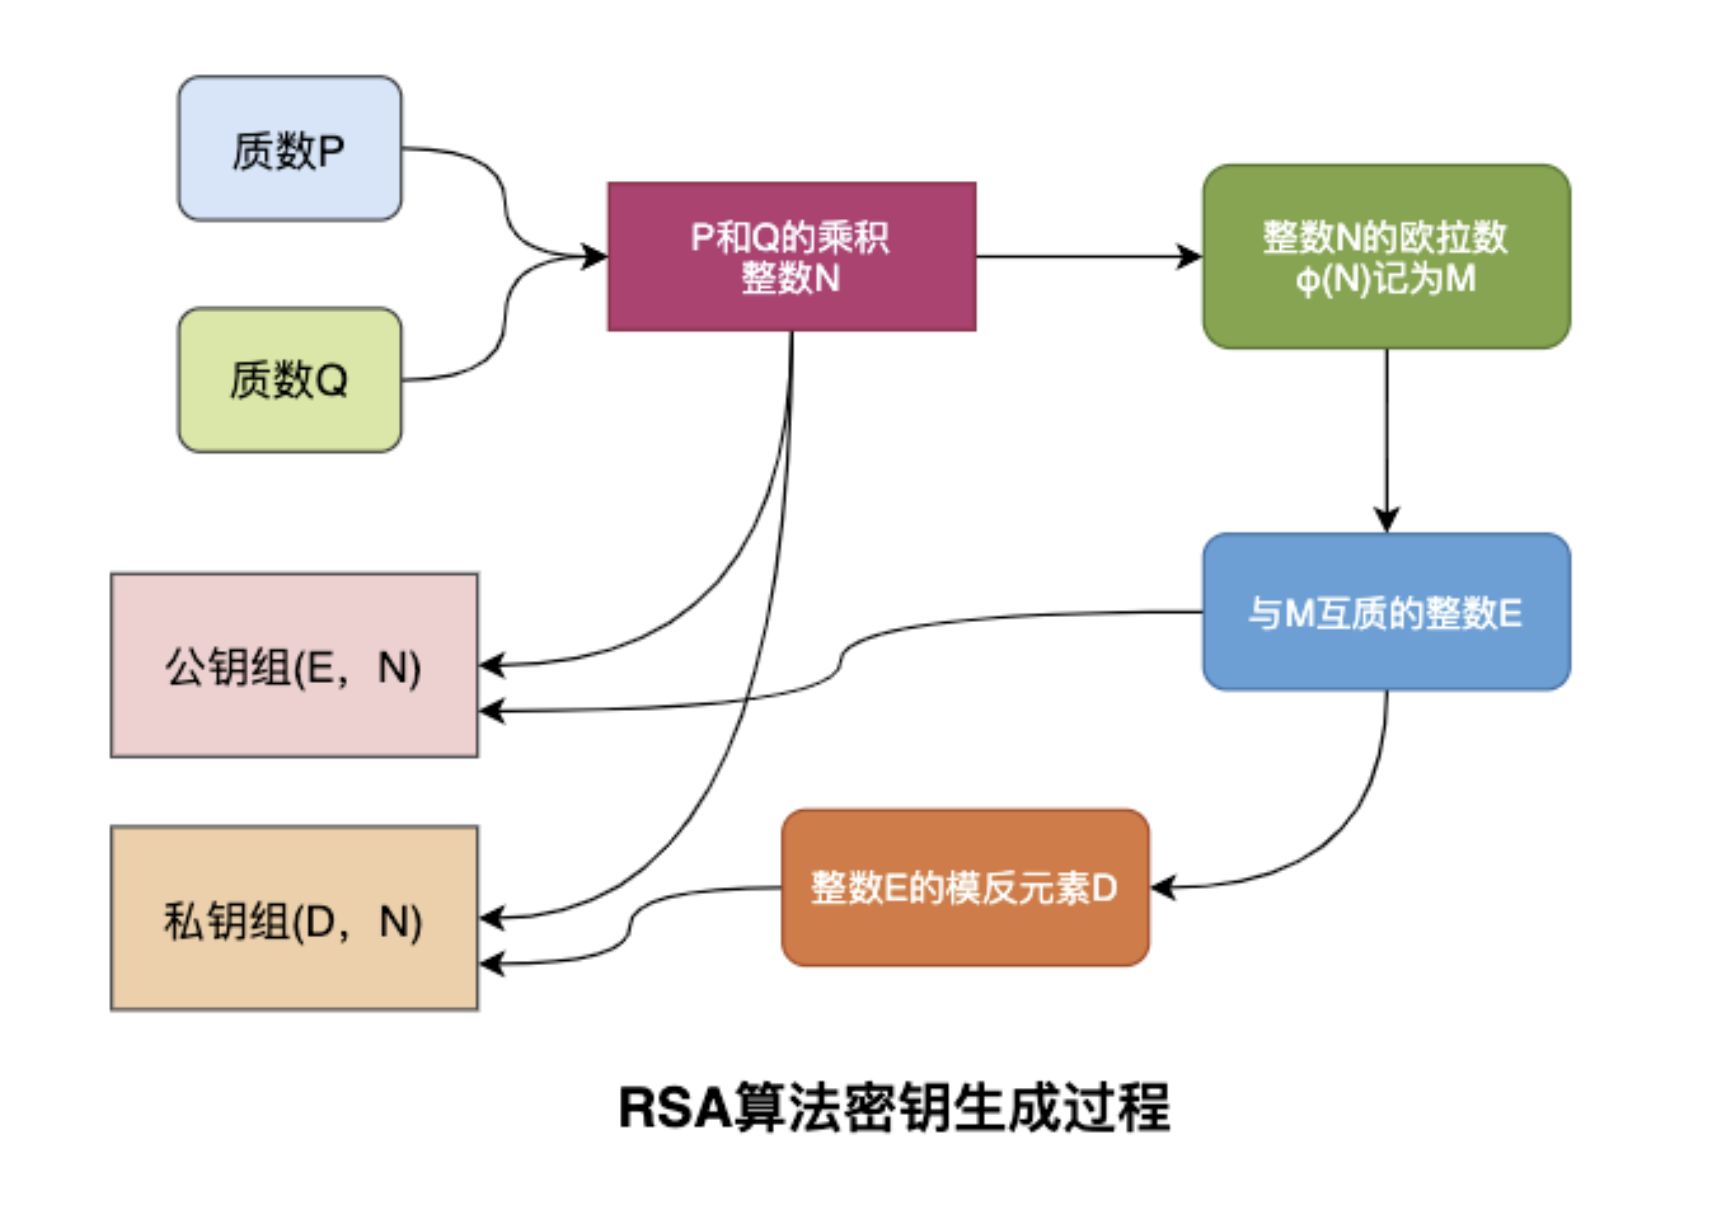 质数P
质数Q
P和Q的乘积
整数N
整数N的欧拉数
φ(N)记为M
与M互质的整数E
公钥组(E，N)
整数E的模反元素D
私钥组(D，N)
RSA算法密钥生成过程